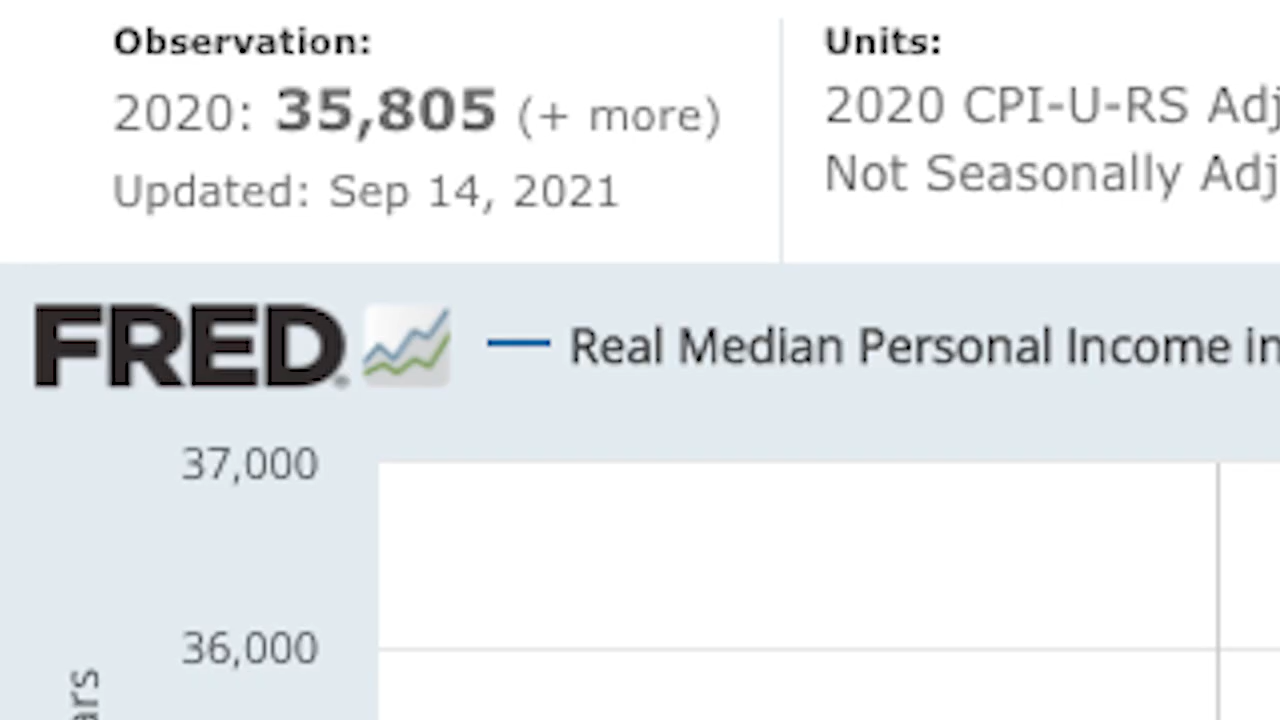 Observation:
2020: 35,805 (+ more)
Updated: Sep 14, 2021
Units:
2020 CPI-U-RS Adj
Not Seasonally Adj
FRED
Real Median Personal Income in
37,000
36,000
ars